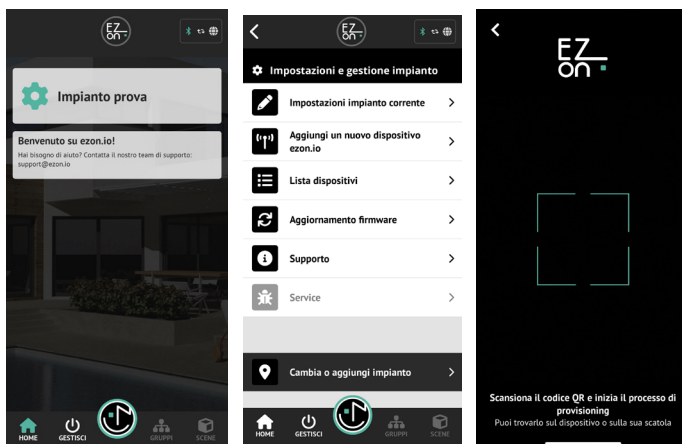 EZ
on
Impianto prova
Benvenuto su ezon.io!
Hai bisogno di aiuto? Contatta il nostro team di supporto:
support@ezon.io
HOME
GESTISCI
GRUPPI
SCENE
EZ
on
Impostazioni e gestione impianto
Impostazioni impianto corrente
Aggiungi un nuovo dispositivo
ezon.io
Lista dispositivi
Aggiornamento firmware
Supporto
Service
Cambia o aggiungi impianto
HOME
GESTISCI
GRUPPI
SCENE
EZ
on
Scansiona il codice QR e inizia il processo di
provisioning
Puoi trovarlo sul dispositivo o sulla sua scatola